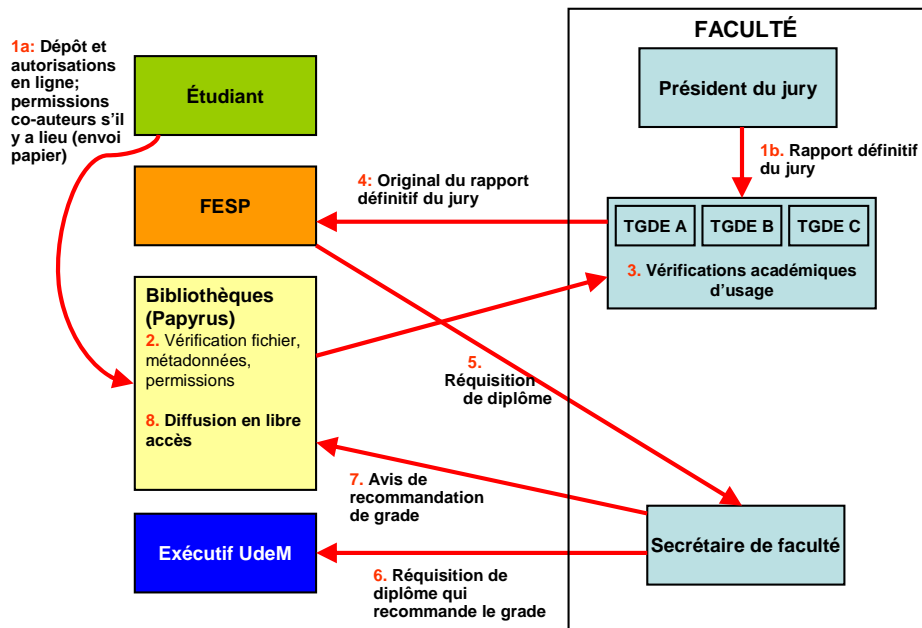 1a: Dépôt et
autorisations
en ligne;
permissions
co-auteurs s'il
y a lieu (envoi
papier)
Étudiant
FACULTÉ
Président du jury
1b. Rapport définitif
du jury
FESP
4: Original du rapport
définitif du jury
TGDE A
TGDE B
TGDE C
3. Vérifications académiques
d'usage
Bibliothèques
(Papyrus)
2. Vérification fichier,
métadonnées,
permissions
8. Diffusion en libre
accès
5.
Réquisition
de diplôme
7. Avis de
recommandation
de grade
Secrétaire de faculté
Exécutif UdeM
6. Réquisition de
diplôme qui
recommande le grade